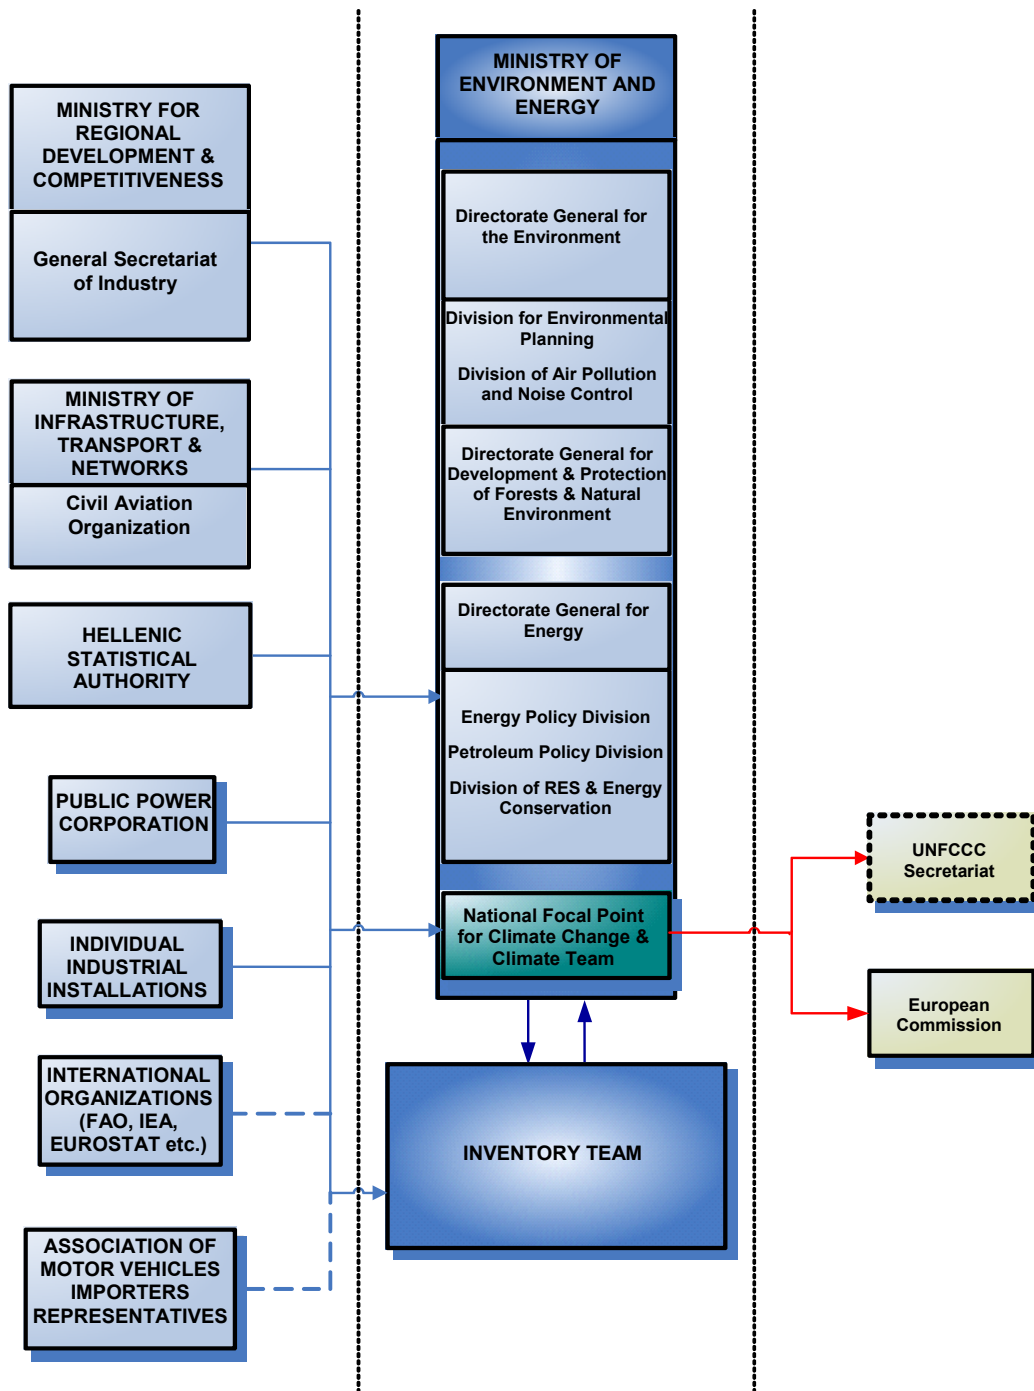 MINISTRY FOR
REGIONAL
DEVELOPMENT &
COMPETITIVENESS
General Secretariat
of Industry
MINISTRY OF
INFRASTRUCTURE,
TRANSPORT &
NETWORKS
Civil Aviation
Organization
HELLENIC
STATISTICAL
AUTHORITY
PUBLIC POWER
CORPORATION
INDIVIDUAL
INDUSTRIAL
INSTALLATIONS
INTERNATIONAL
ORGANIZATIONS
(FAO, IEA,
EUROSTAT etc.)
ASSOCIATION OF
MOTOR VEHICLES
IMPORTERS
REPRESENTATIVES
MINISTRY OF
ENVIRONMENT AND
ENERGY
Directorate General for
the Environment
Division for Environmental
Planning
Division of Air Pollution
and Noise Control
Directorate General for
Development & Protection
of Forests & Natural
Environment
Directorate General for
Energy
Energy Policy Division
Petroleum Policy Division
Division of RES & Energy
Conservation
National Focal Point
for Climate Change &
Climate Team
INVENTORY TEAM
UNFCCC
Secretariat
European
Commission